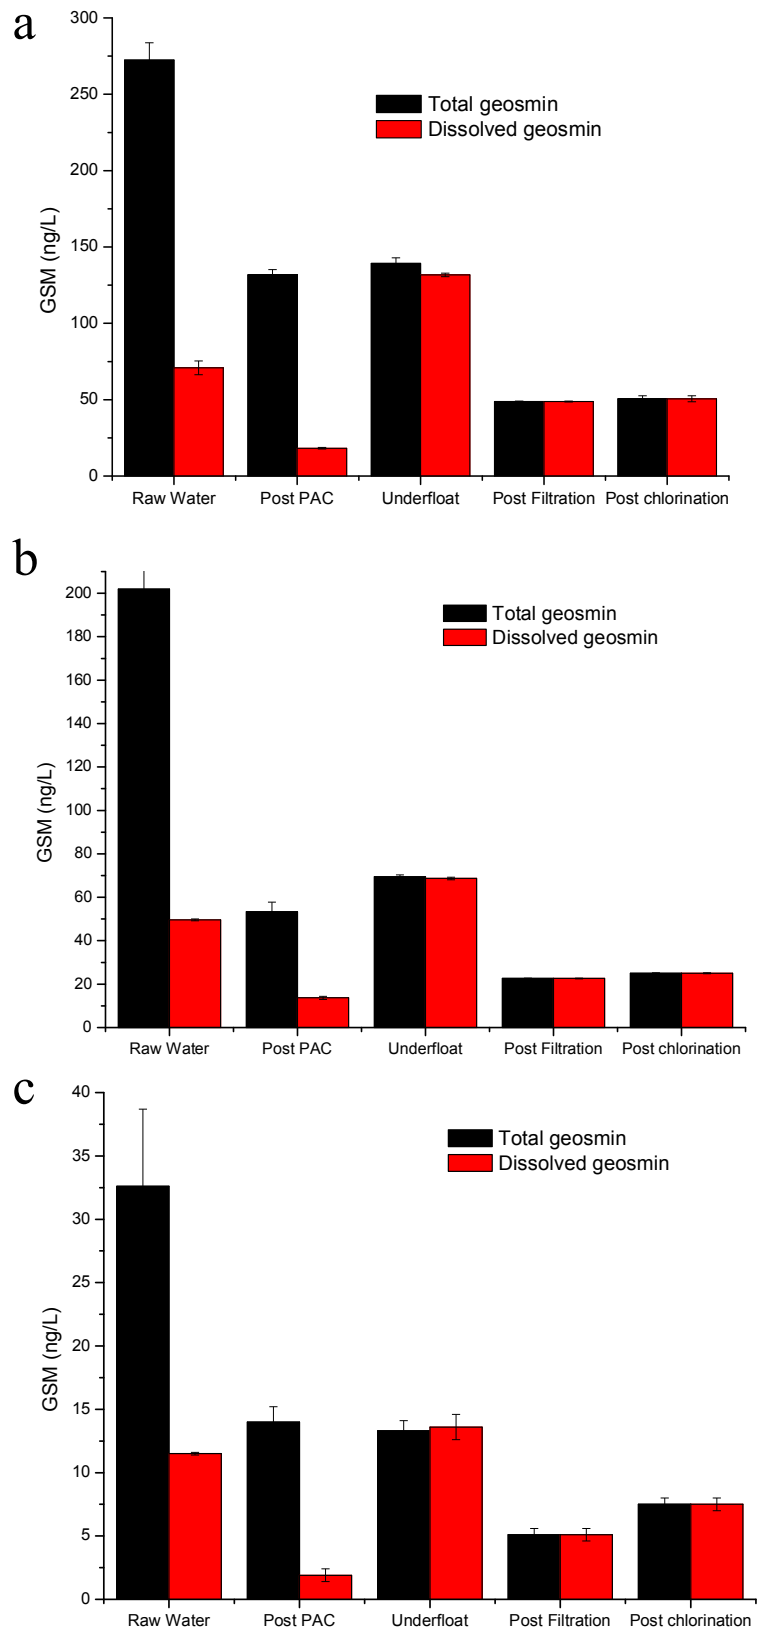 a
300
250
200
150
100
50
0
GSM (ng/L)
Total geosmin
Dissolved geosmin
Raw Water Post PAC Underfloat Post Filtration Post chlorination
b
200
180
160
140
120
100
80
60
40
20
0
GSM (ng/L)
Total geosmin
Dissolved geosmin
Raw Water Post PAC Underfloat Post Filtration Post chlorination
c
40
35
30
25
20
15
10
5
0
GSM (ng/L)
Total geosmin
Dissolved geosmin
Raw Water Post PAC Underfloat Post Filtration Post chlorination